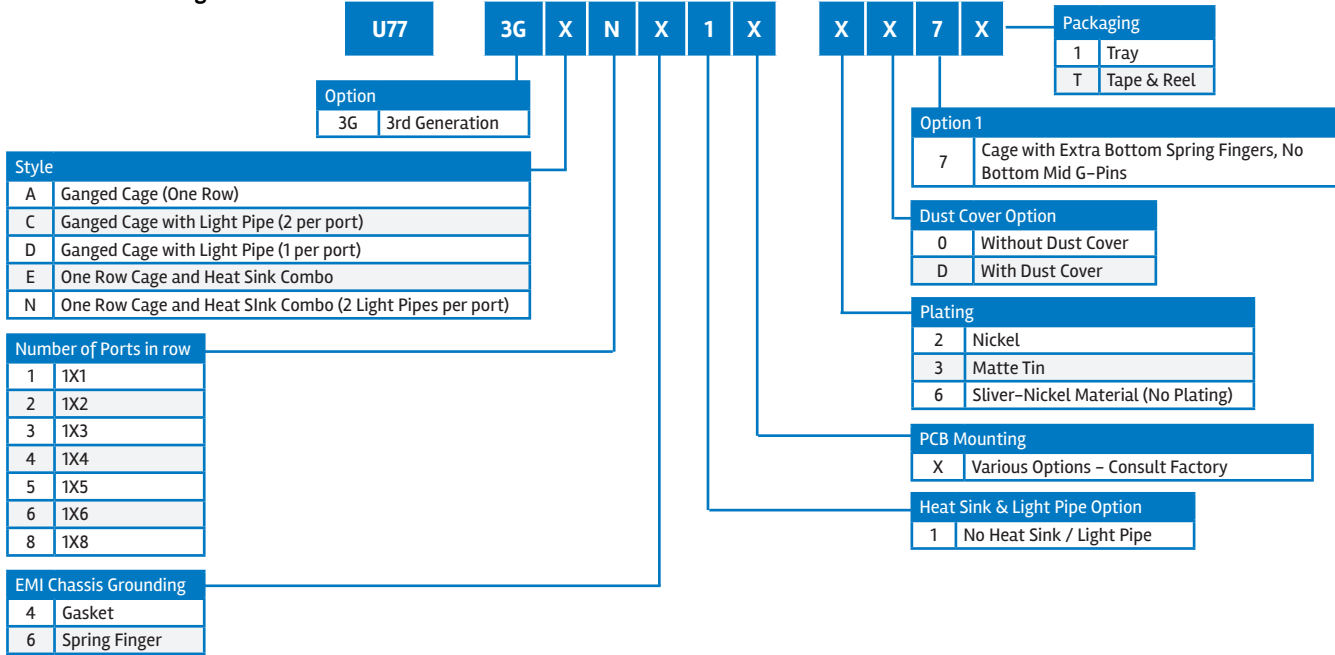 U77 3G X N X 1 X X X 7 X
Packaging
1 Tray
T Tape & Reel
Option
3G 3rd Generation
Option 1
7 Cage with Extra Bottom Spring Fingers, No
Bottom Mid G-Pins
Style
A Ganged Cage (One Row)
C Ganged Cage with Light Pipe (2 per port)
D Ganged Cage with Light Pipe (1 per port)
E One Row Cage and Heat Sink Combo
N One Row Cage and Heat SInk Combo (2 Light Pipes per port)
Dust Cover Option
0 Without Dust Cover
D With Dust Cover
Plating
2 Nickel
3 Matte Tin
6 Sliver-Nickel Material (No Plating)
Number of Ports in row
1 1X1
2 1X2
3 1X3
4 1X4
5 1X5
6 1X6
8 1X8
PCB Mounting
X Various Options - Consult Factory
Heat Sink & Light Pipe Option
1 No Heat Sink / Light Pipe
EMI Chassis Grounding
4 Gasket
6 Spring Finger